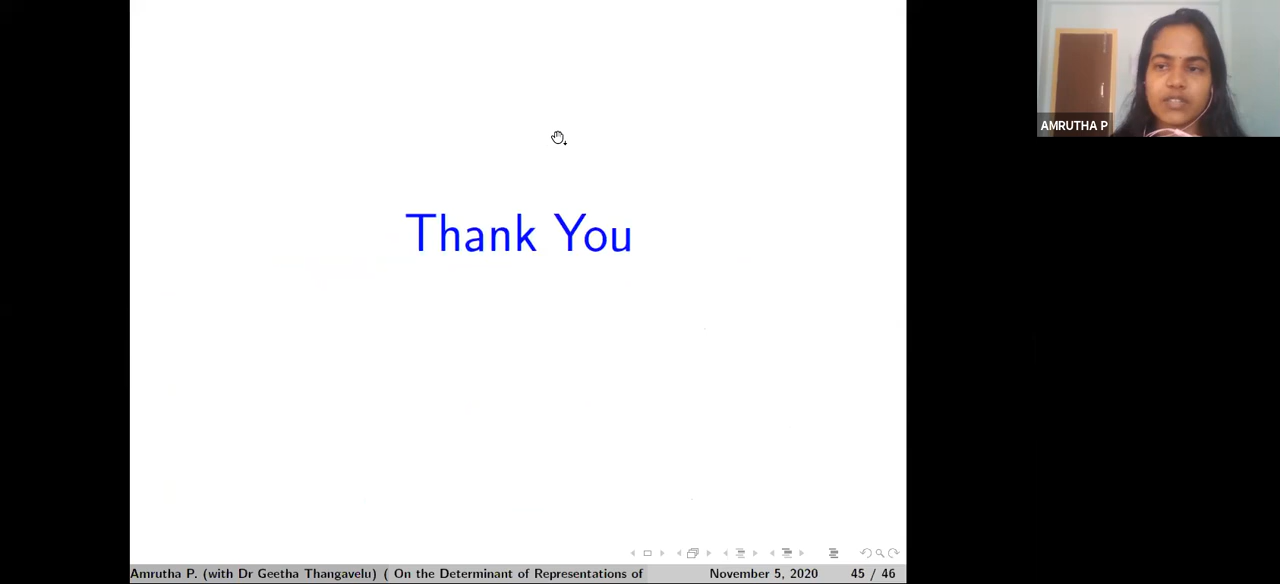 AMRUTHA P
Thank You
Amrutha P. (with Dr Geetha Thangavelu) ( On the Determinant of Representations of November 5, 2020 45 / 46